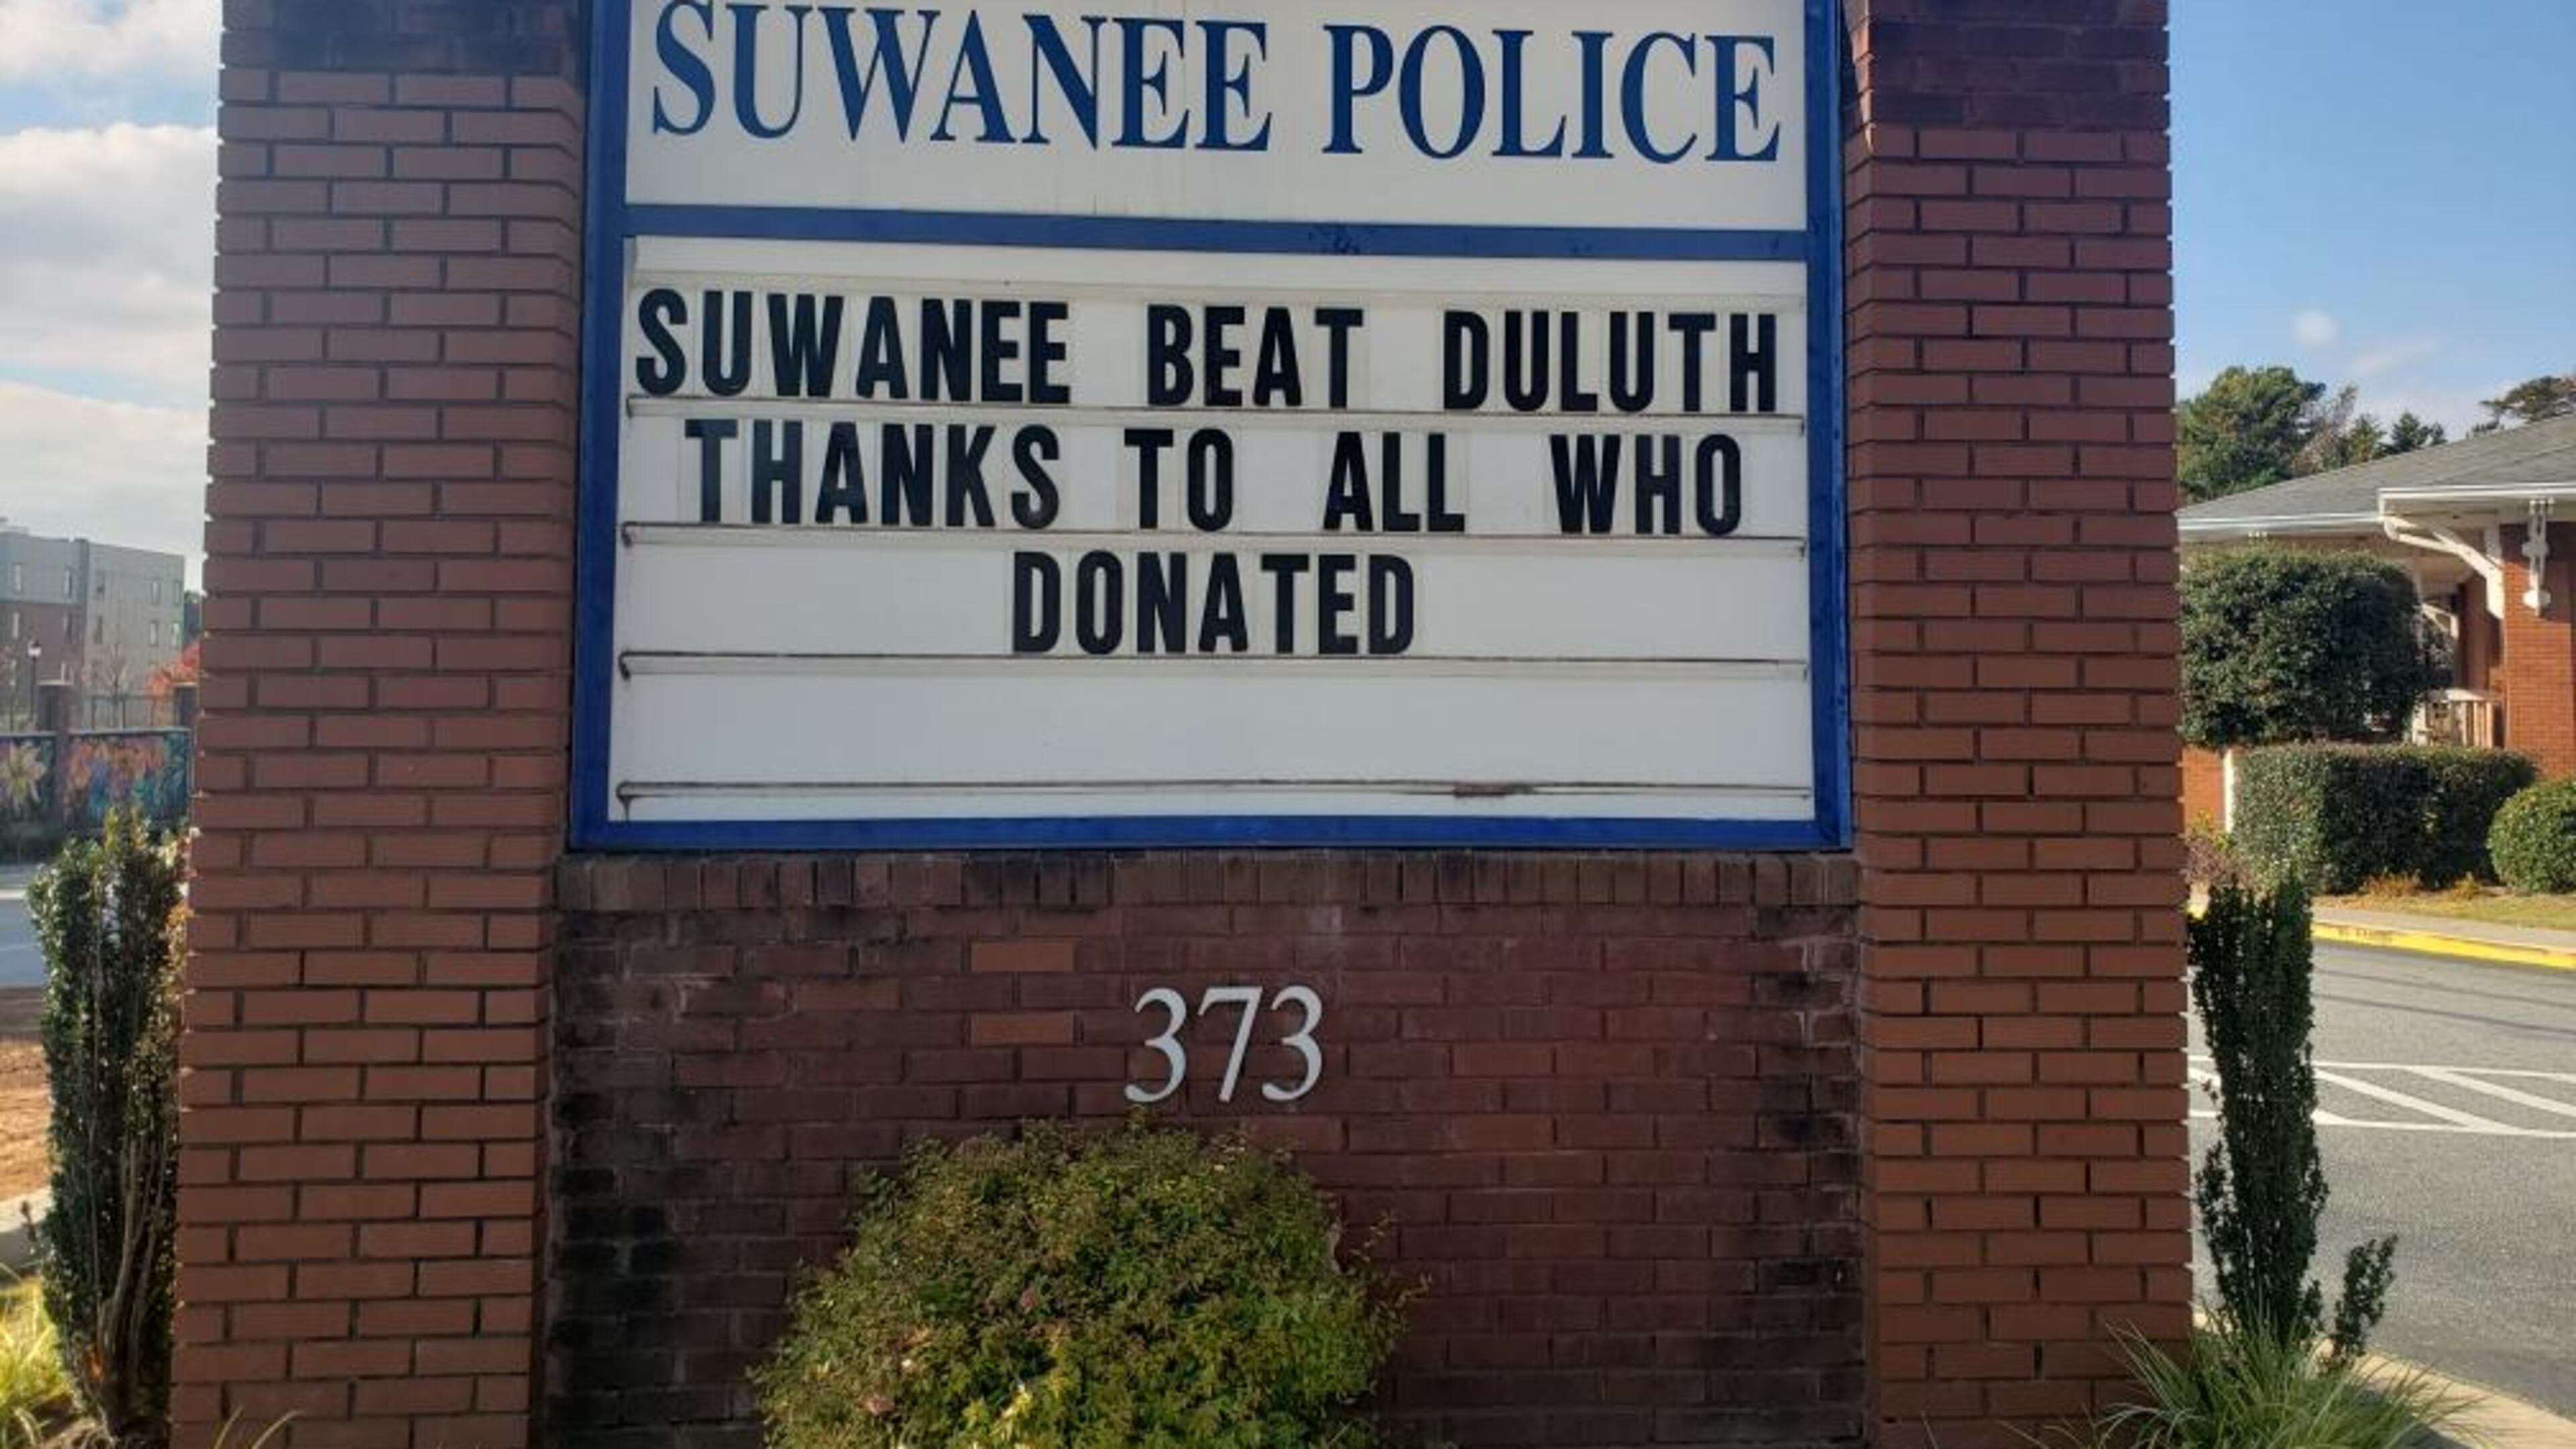 SUWANEE POLICE
SUWANEE BEAT DULUTH
THANKS TO ALL WHO
DONATED
373